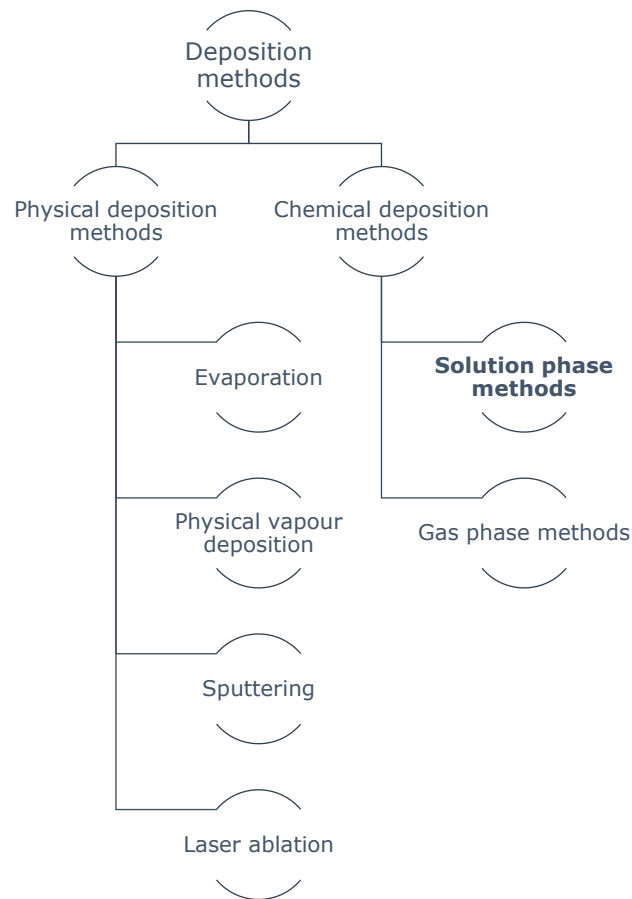 Deposition
methods
Physical deposition
methods
Chemical deposition
methods
Evaporation
Solution phase
methods
Physical vapour
deposition
Gas phase methods
Sputtering
Laser ablation